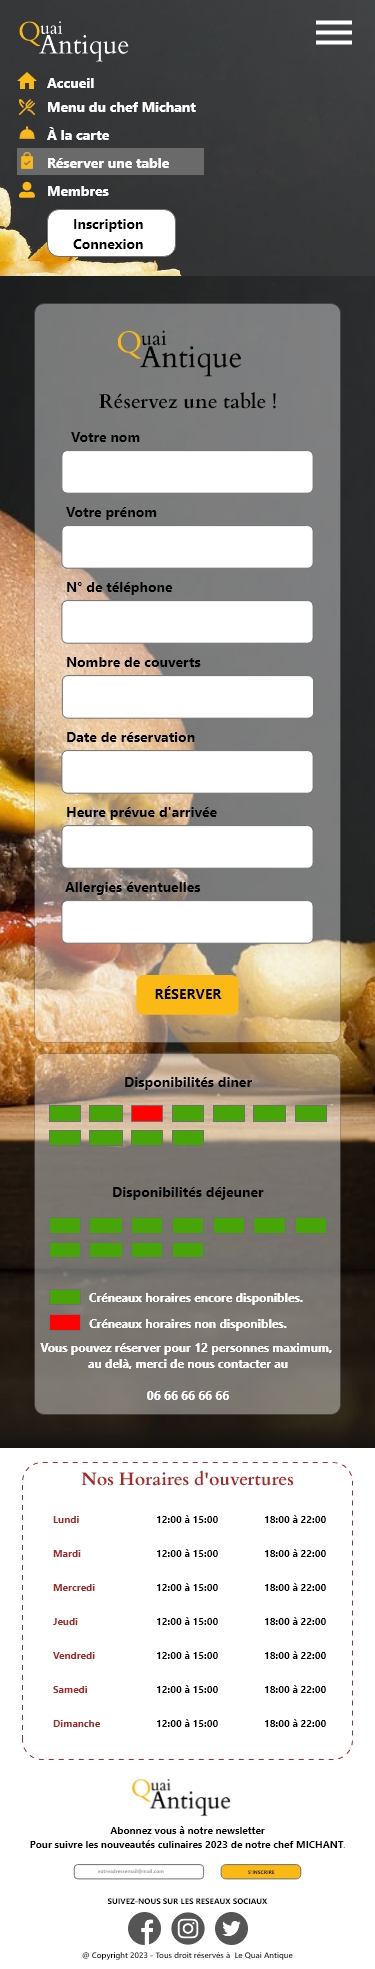 Quai
Antique
Accueil
Menu du chef Michant
À la carte
Réserver une table
Membres
Inscription
Connexion
Quai
Antique
Réservez une table !
Votre nom
Votre prénom
N° de téléphone
Nombre de couverts
Date de réservation
Heure prévue d'arrivée
Allergies éventuelles
RÉSERVER
Disponibilités diner
Disponibilités déjeuner
Créneaux horaires encore disponibles.
Créneaux horaires non disponibles.
Vous pouvez réserver pour 12 personnes maximum,
au delà, merci de nous contacter au
06 66 66 66 66
Nos Horaires d'ouvertures
Lundi 12:00 à 15:00 18:00 à 22:00
Mardi 12:00 à 15:00 18:00 à 22:00
Mercredi 12:00 à 15:00 18:00 à 22:00
Jeudi 12:00 à 15:00 18:00 à 22:00
Vendredi 12:00 à 15:00 18:00 à 22:00
Samedi 12:00 à 15:00 18:00 à 22:00
Dimanche 12:00 à 15:00 18:00 à 22:00
Quai
Antique
Abonnez vous à notre newsletter
Pour suivre les nouveautés culinaires 2023 de notre chef MICHANT.
votreadressemail@mail.com S'INSCRIRE
SUIVEZ-NOUS SUR LES RESEAUX SOCIAUX
@ Copyright 2023 - Tous droit réservés à Le Quai Antique